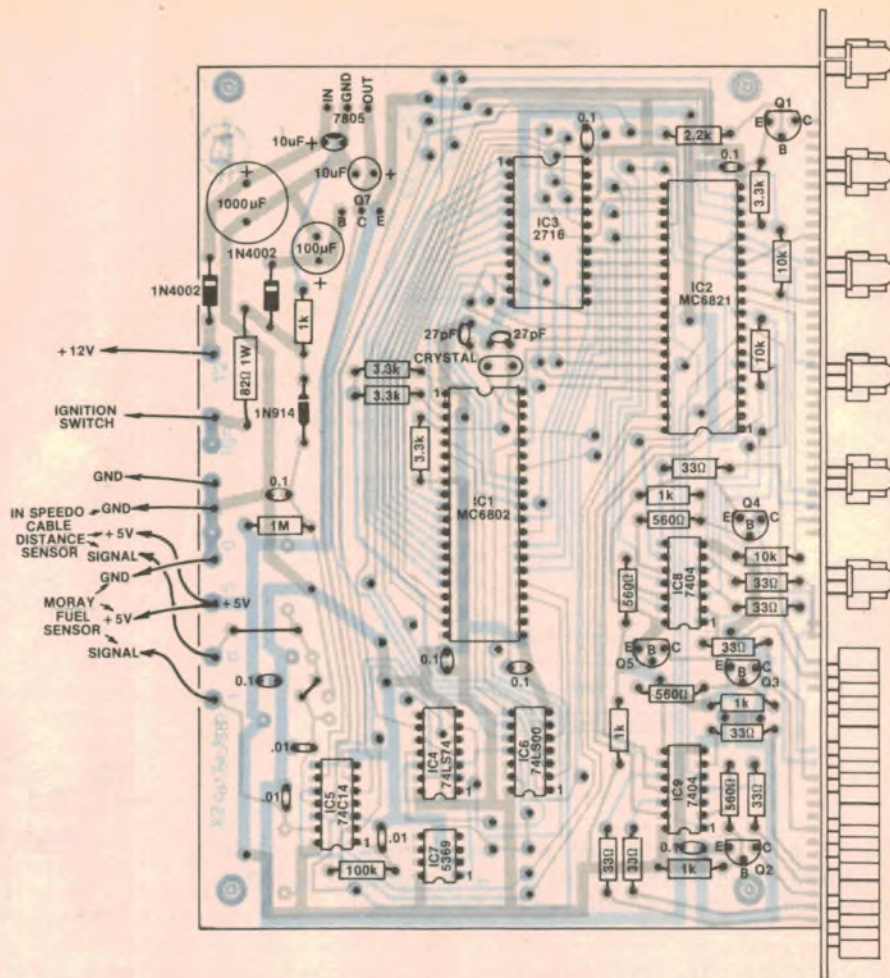 IN
GND
OUT
7805
10uF +
10uF +
Q7
B C E
1000µF +
100µF +
1N4002
1N4002
1k
82Ω 1W
1N914
+12V
IGNITION SWITCH
GND
GND
IN SPEEDO CABLE DISTANCE SENSOR
+5V
SIGNAL
GND
MORAY FUEL SENSOR
+5V
+5V
SIGNAL
0.1
1M
0.1
.01
.01
IC5
74C14
1
.01
100k
0.1
IC4
74LS74
1
IC7
5369
1
0.1
IC6
74LS00
1
3.3k
3.3k
3.3k
27pF
27pF
CRYSTAL
1
IC1
MC6802
0.1
1
IC3
2716
2.2k
Q1
E C
B
0.1
3.3k
10k
IC2
MC6821
1
10k
33Ω
1k
560Ω
Q4
E B C
IC8
7404
1
560Ω
10k
33Ω
33Ω
E B C
Q5
33Ω
E B C
Q3
560Ω
1k
33Ω
1k
IC9
7404
1
560Ω
33Ω
33Ω
33Ω
0.1
1k
E C
B
Q2